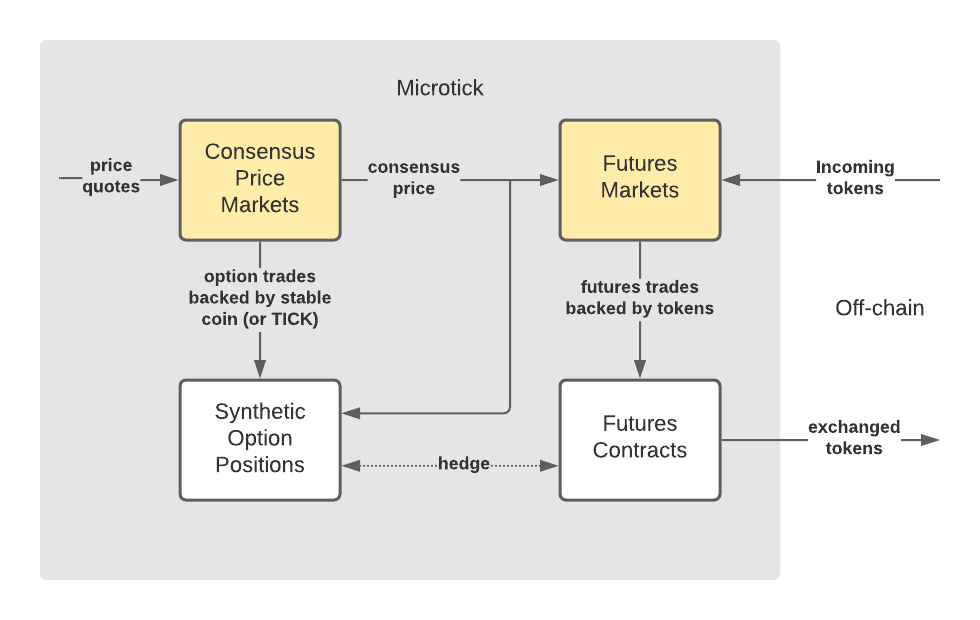 Microtick
price
quotes
Consensus
Price
Markets
consensus
price
Futures
Markets
Incoming
tokens
option trades
backed by stable
coin (or TICK)
futures trades
backed by tokens
Off-chain
Synthetic
Option
Positions
hedge
Futures
Contracts
exchanged
tokens